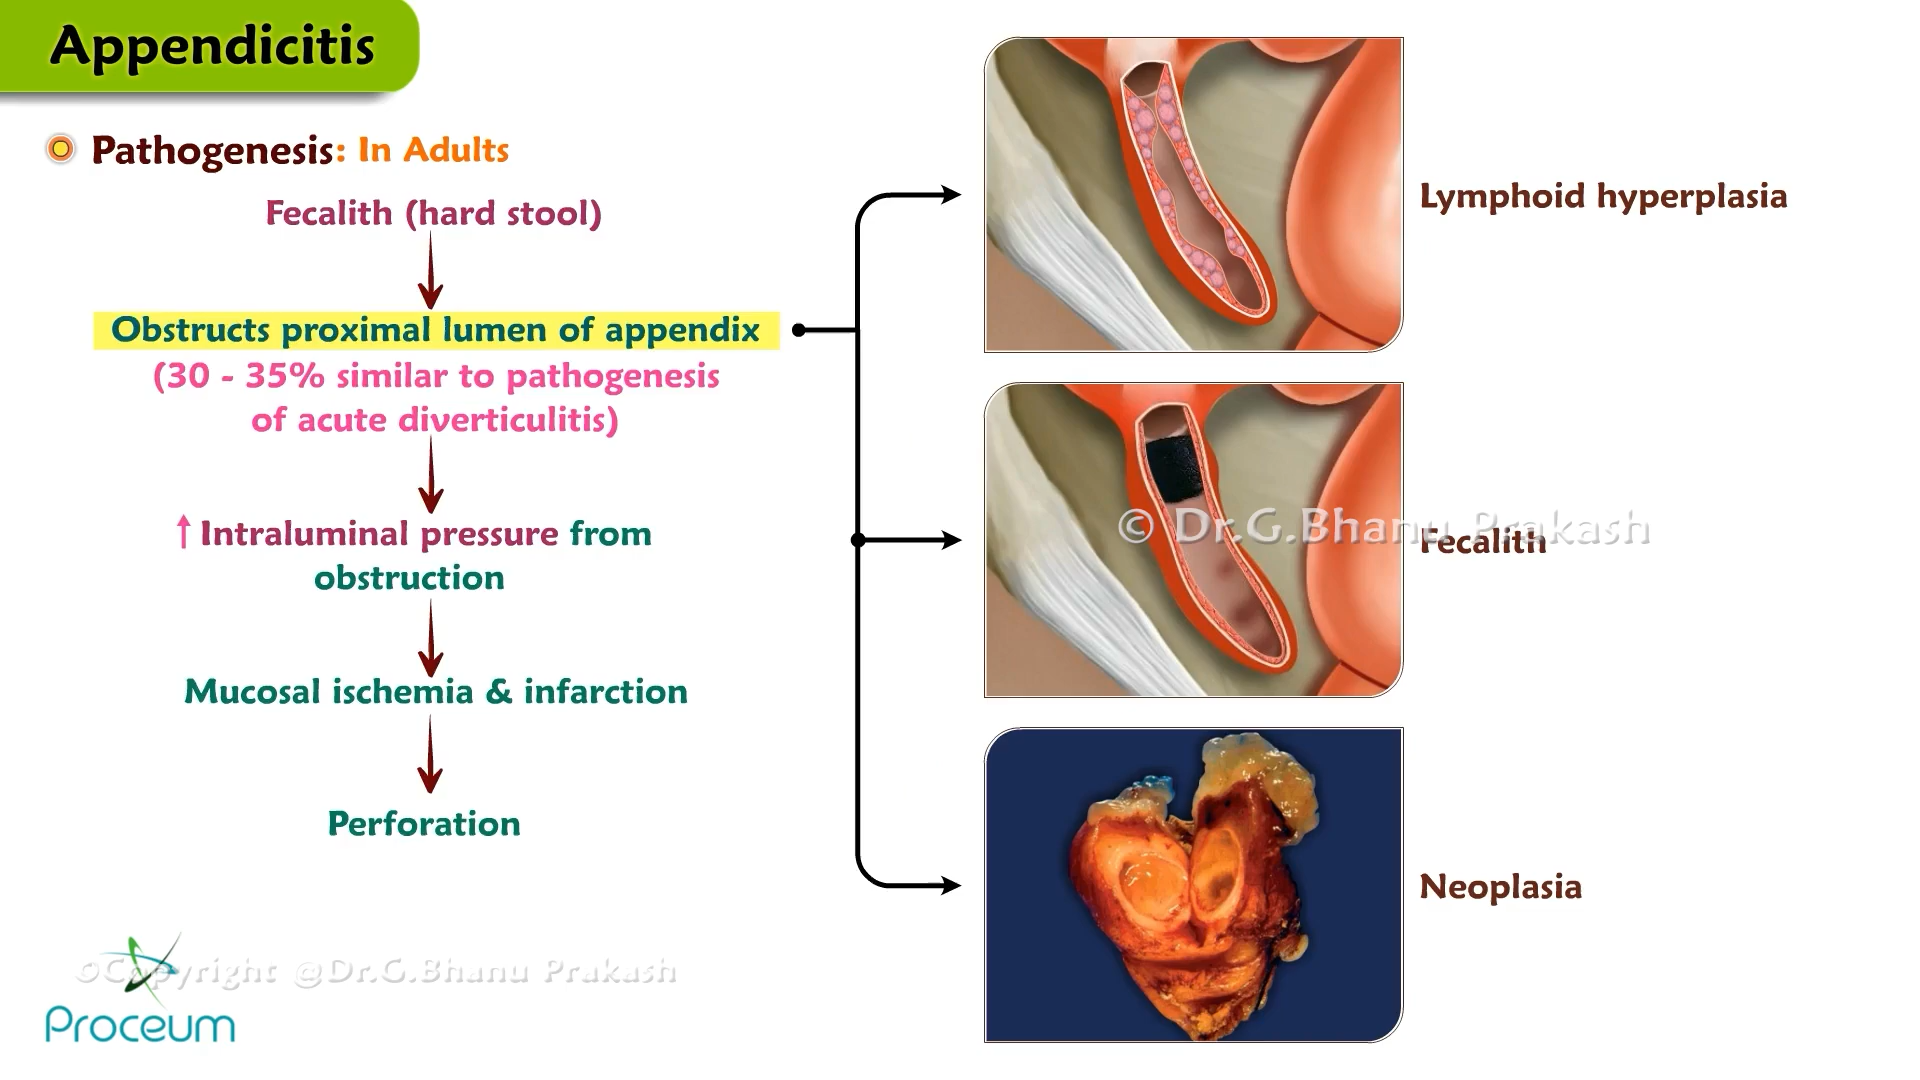 Appendicitis
Pathogenesis: In Adults
Fecalith (hard stool)
Obstructs proximal lumen of appendix
(30 - 35% similar to pathogenesis
of acute diverticulitis)
↑ Intraluminal pressure from
obstruction
Mucosal ischemia & infarction
Perforation
Lymphoid hyperplasia
© Dr.G.Bhanu Prakash
Fecalith
Neoplasia
©Copyright @Dr.G.Bhanu Prakash
Proceum